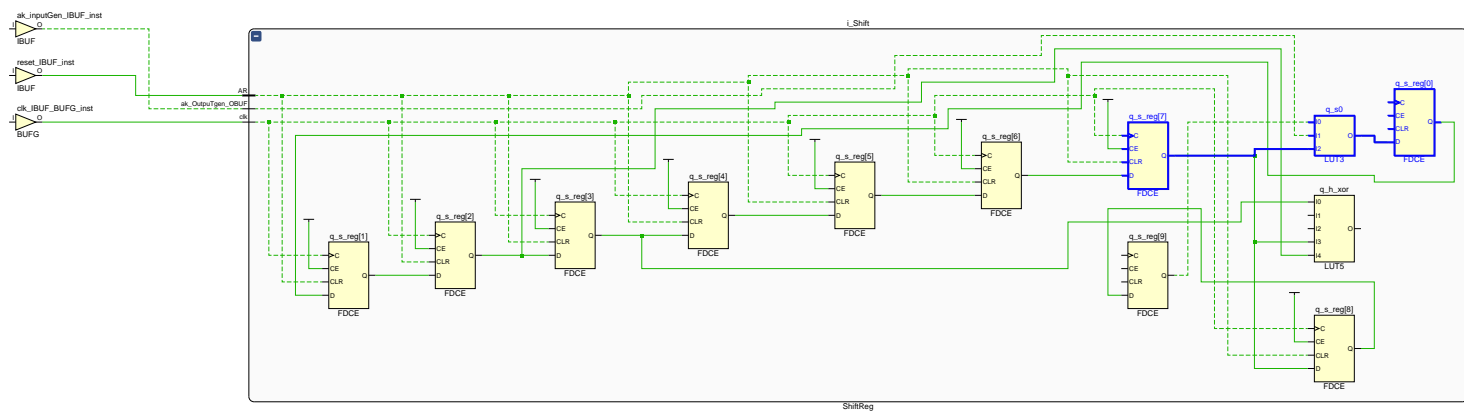 ak_inputGen_IBUF_inst
I
O
IBUF
reset_IBUF_inst
I
O
IBUF
clk_IBUF_BUFG_inst
I
O
BUFG
i_Shift
AR
ak_OutpuTgen_OBUF
clk
q_s_reg[1]
C
CE
CLR
D
Q
FDCE
q_s_reg[2]
C
CE
CLR
D
Q
FDCE
q_s_reg[3]
C
CE
CLR
D
Q
FDCE
q_s_reg[4]
C
CE
CLR
D
Q
FDCE
q_s_reg[5]
C
CE
CLR
D
Q
FDCE
q_s_reg[6]
C
CE
CLR
D
Q
FDCE
q_s_reg[7]
C
CE
CLR
D
Q
FDCE
q_s0
I0
I1
I2
O
LUT3
q_s_reg[0]
C
CE
CLR
D
Q
FDCE
q_h_xor
I0
I1
I2
I3
I4
O
LUT5
q_s_reg[9]
C
CE
CLR
D
Q
FDCE
q_s_reg[8]
C
CE
CLR
D
Q
FDCE
ShiftReg